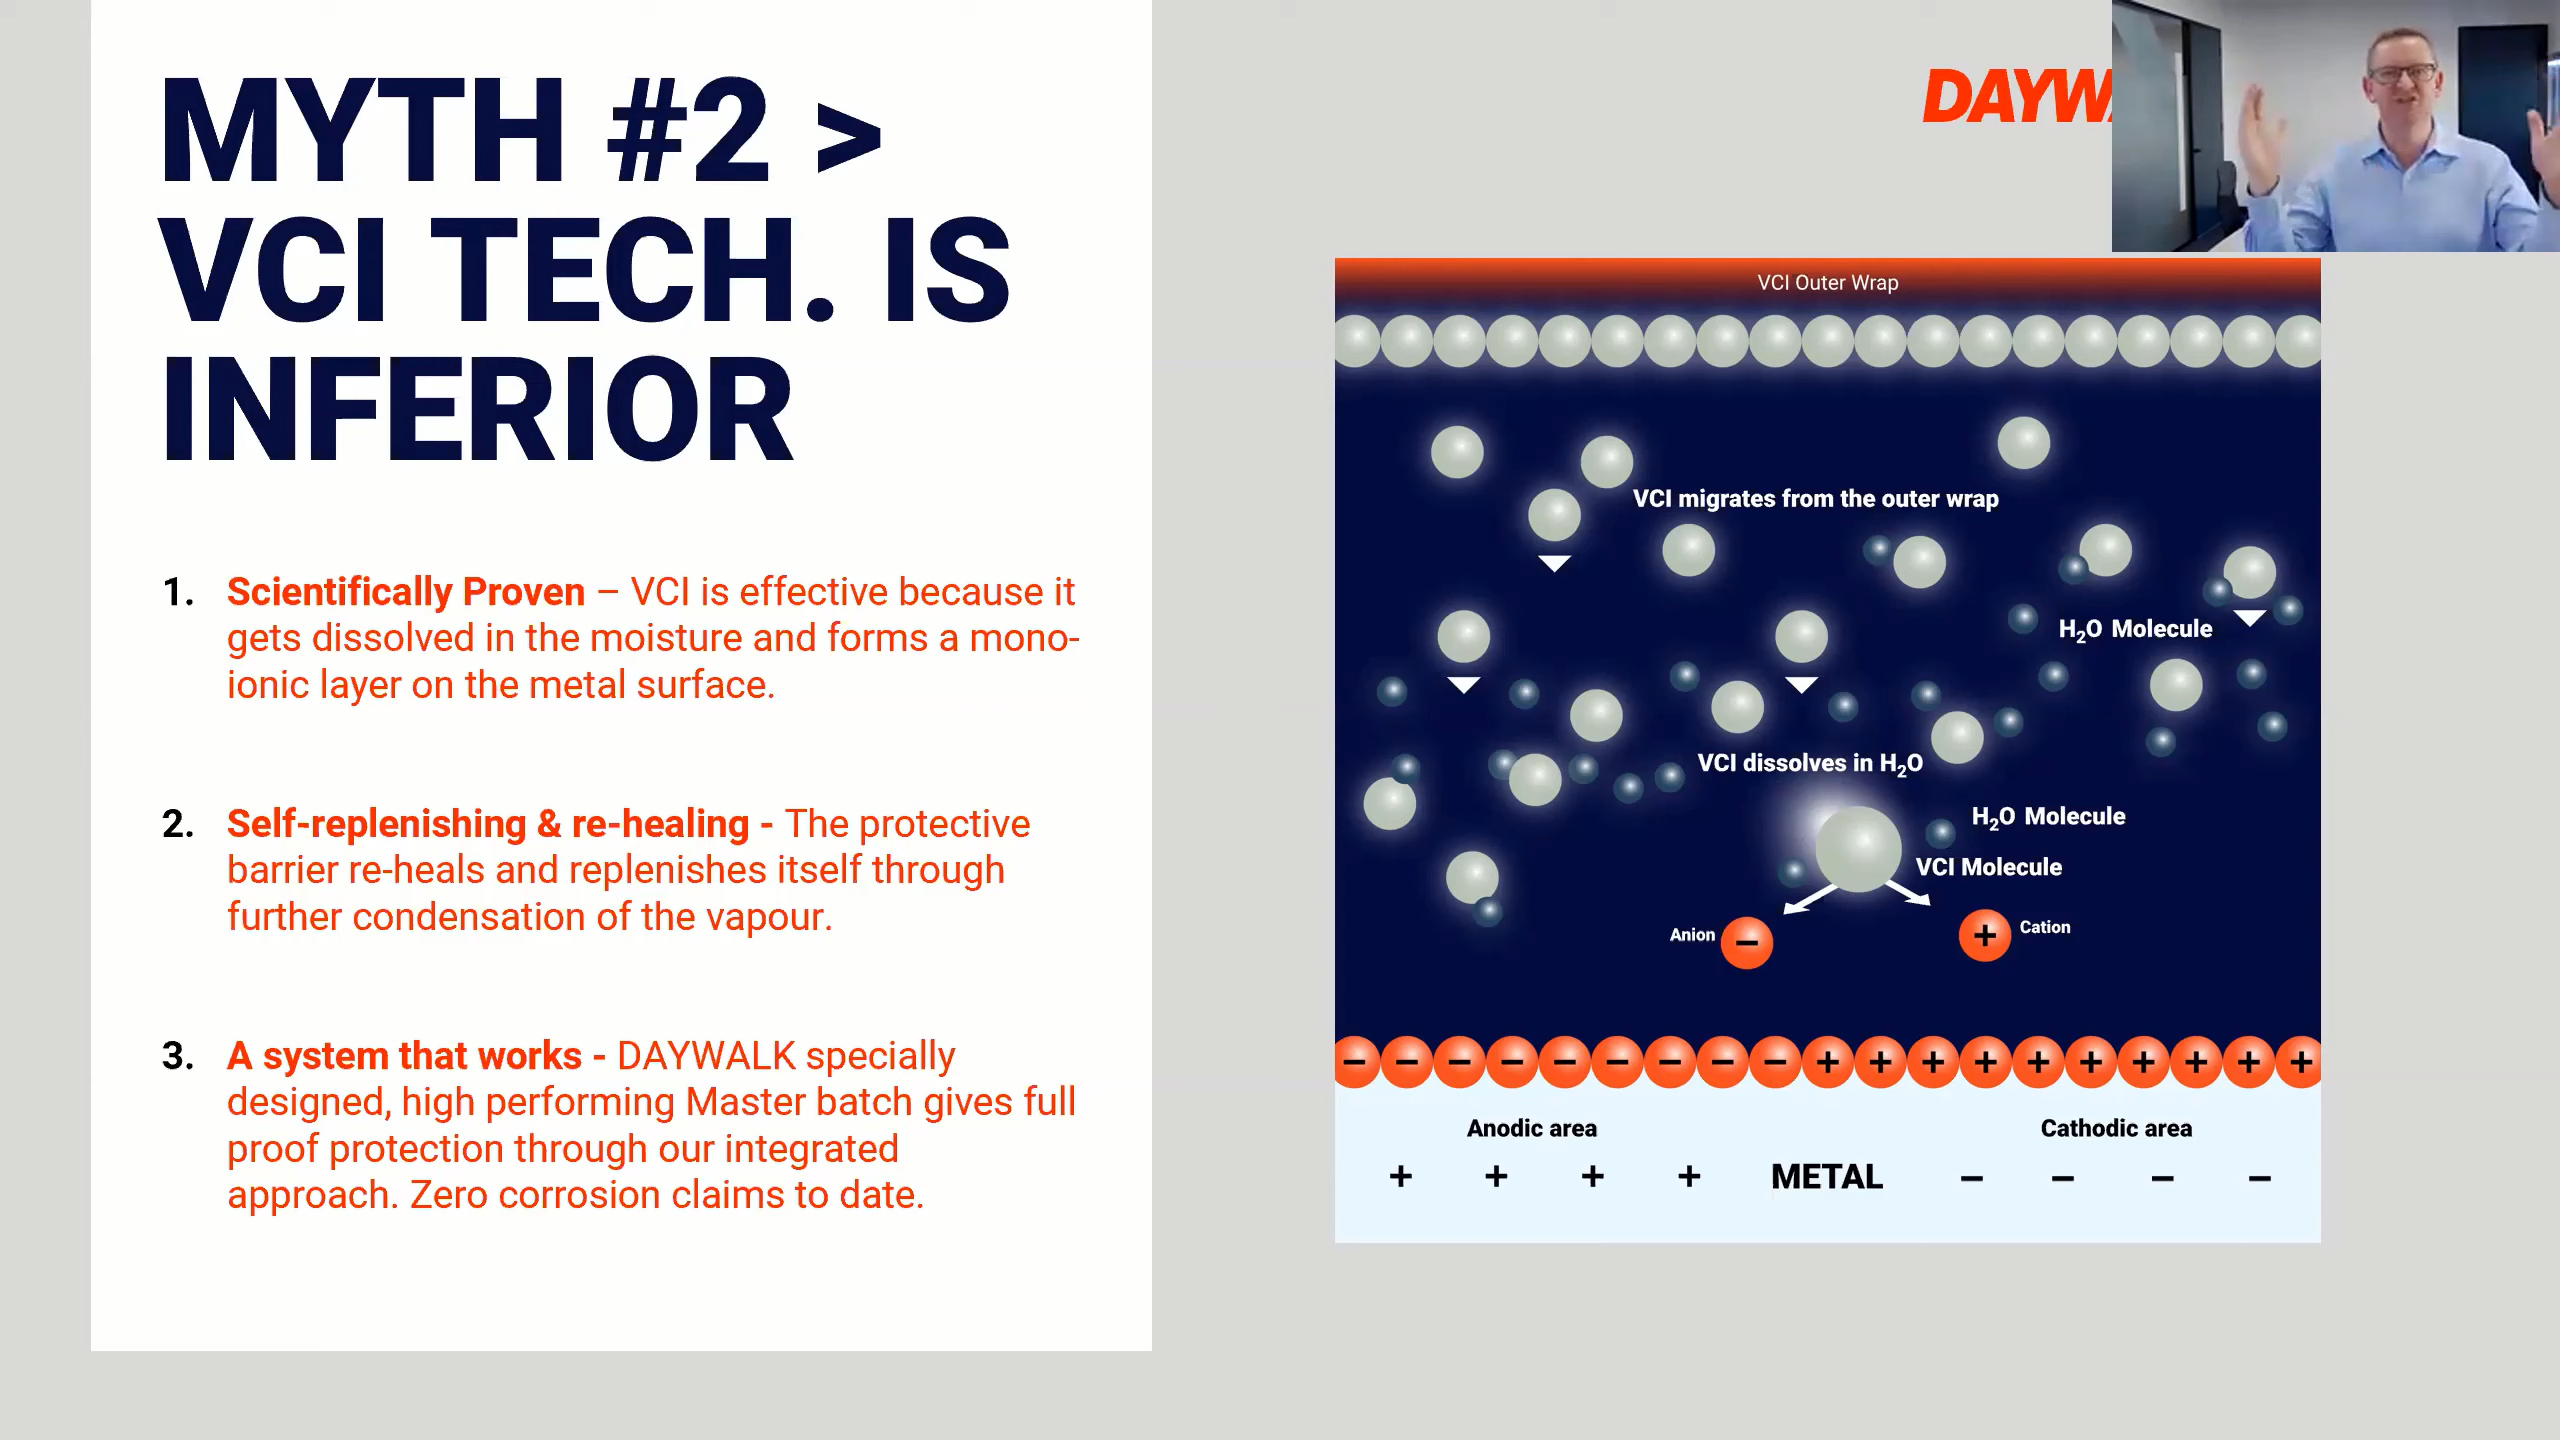 MYTH #2 >
VCI TECH. IS
INFERIOR
1. Scientifically Proven – VCI is effective because it
gets dissolved in the moisture and forms a mono-
ionic layer on the metal surface.
2. Self-replenishing & re-healing - The protective
barrier re-heals and replenishes itself through
further condensation of the vapour.
3. A system that works - DAYWALK specially
designed, high performing Master batch gives full
proof protection through our integrated
approach. Zero corrosion claims to date.
VCI Outer Wrap
VCI migrates from the outer wrap
H₂O Molecule
VCI dissolves in H₂O
H₂O Molecule
VCI Molecule
Anion −
+ Cation
− − − − − − − − − + + + + + + + + + +
Anodic area
Cathodic area
+ + + + METAL − − − −